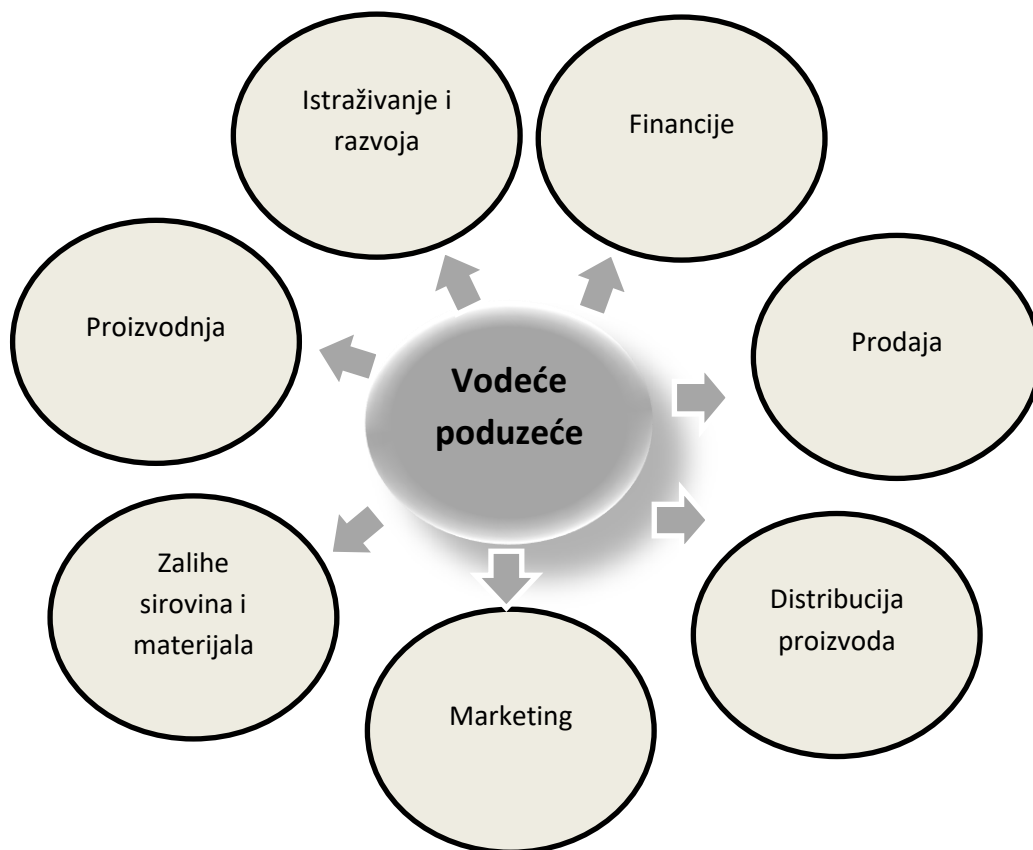 Istraživanje i
razvoja
Financije
Proizvodnja
Prodaja
Vodeće
poduzeće
Zalihe
sirovina i
materijala
Distribucija
proizvoda
Marketing